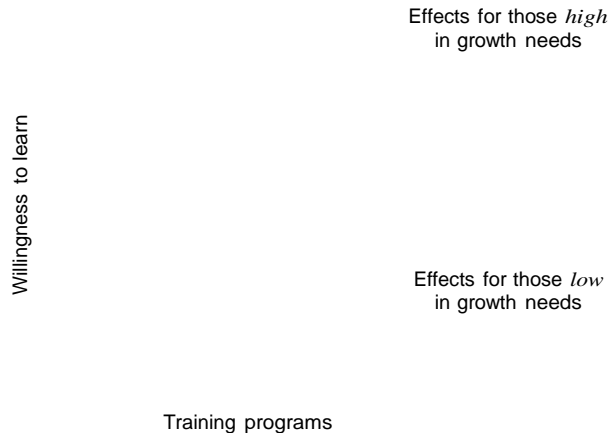 Effects for those high
in growth needs
Willingness to learn
Effects for those low
in growth needs
Training programs